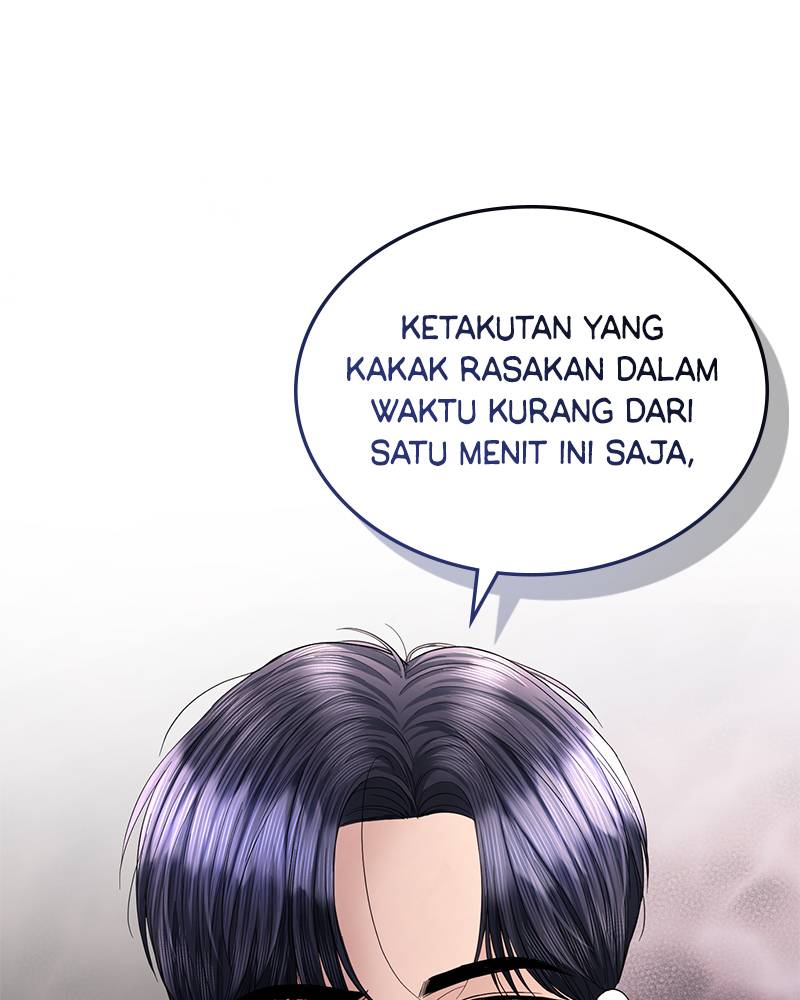 KETAKUTAN YANG
KAKAK RASAKAN DALAM
WAKTU KURANG DARI
SATU MENIT INI SAJA,